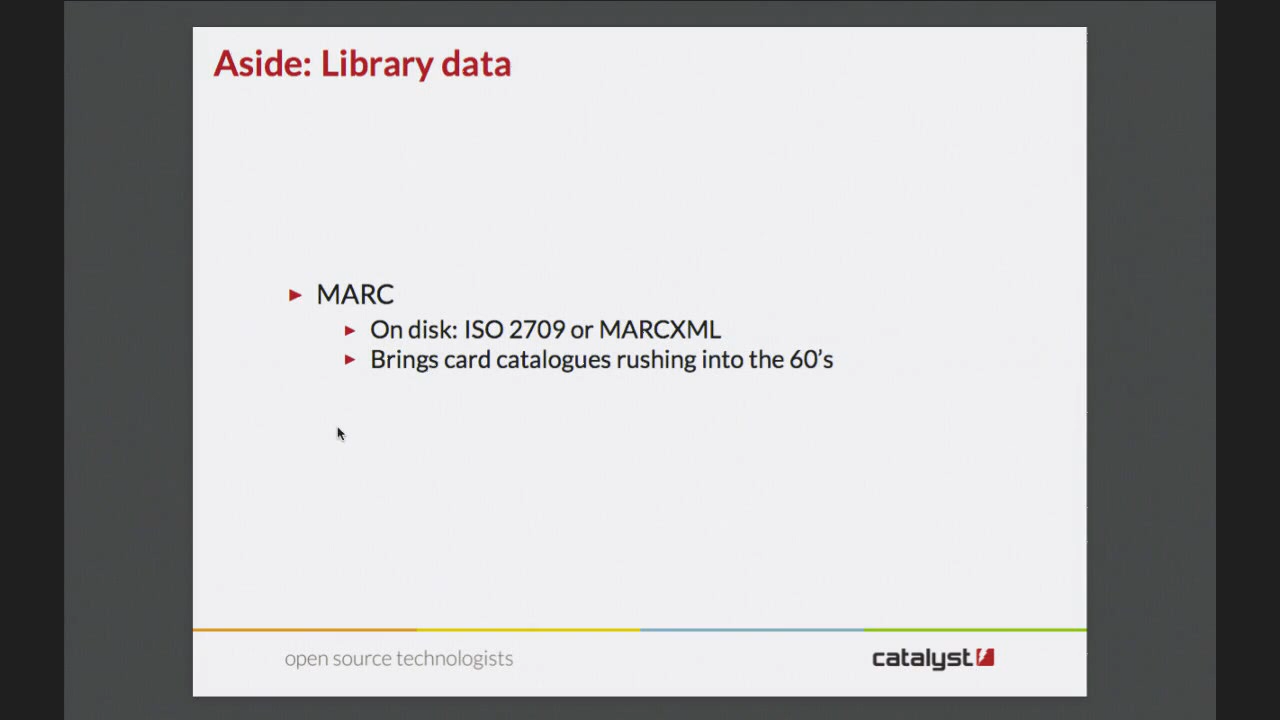 Aside: Library data
MARC
On disk: ISO 2709 or MARCXML
Brings card catalogues rushing into the 60’s
open source technologists
catalyst